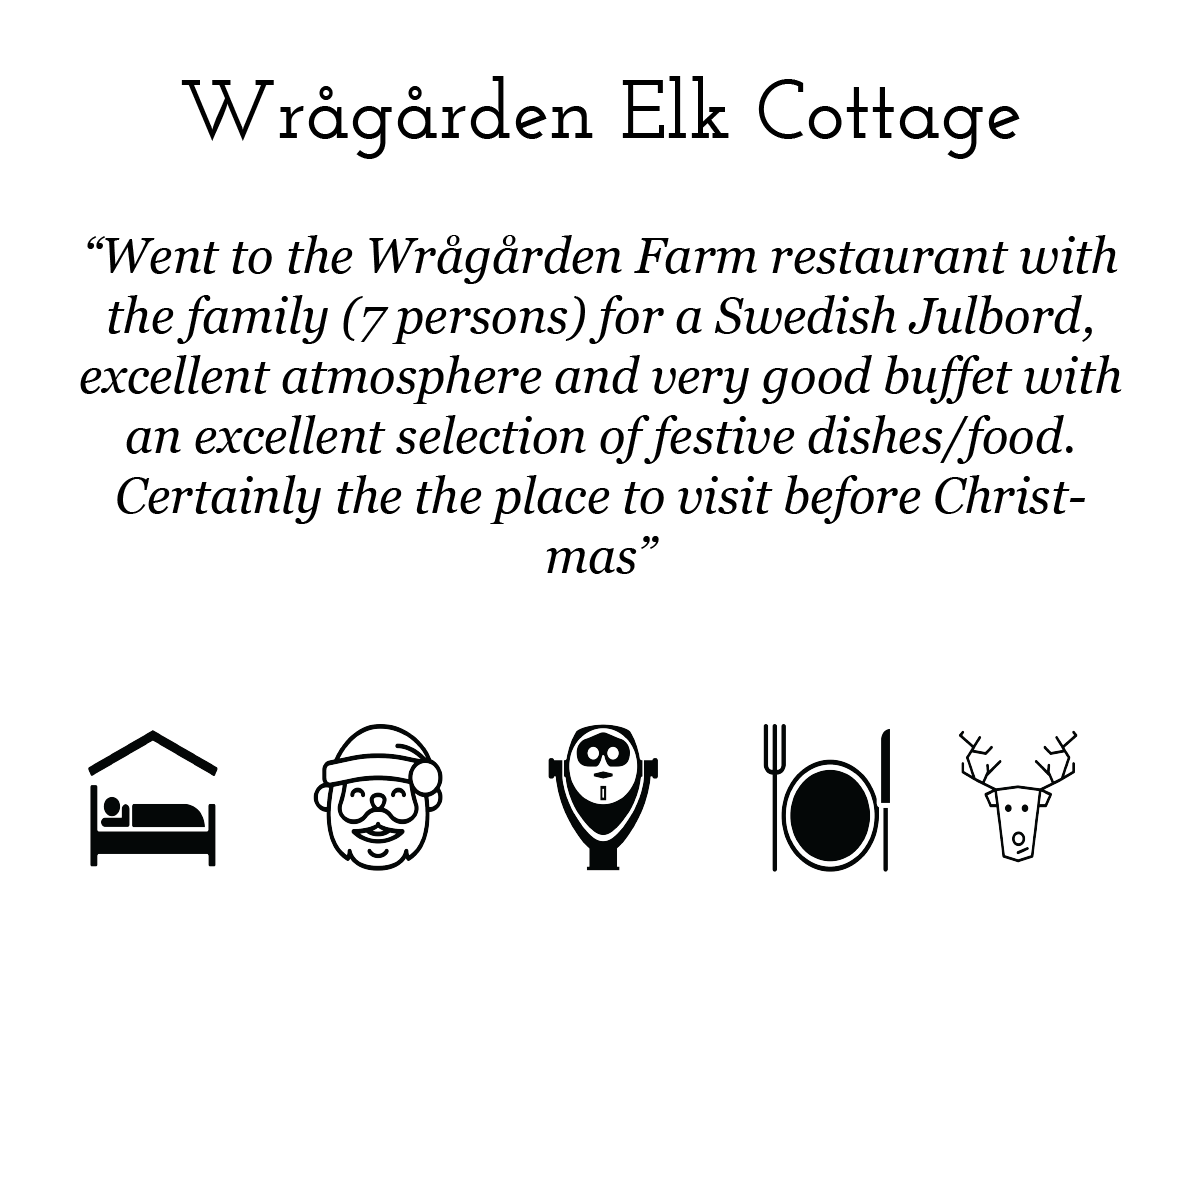 Wrågården Elk Cottage
“Went to the Wrågården Farm restaurant with
the family (7 persons) for a Swedish Julbord,
excellent atmosphere and very good buffet with
an excellent selection of festive dishes/food.
Certainly the the place to visit before Christ-
mas”